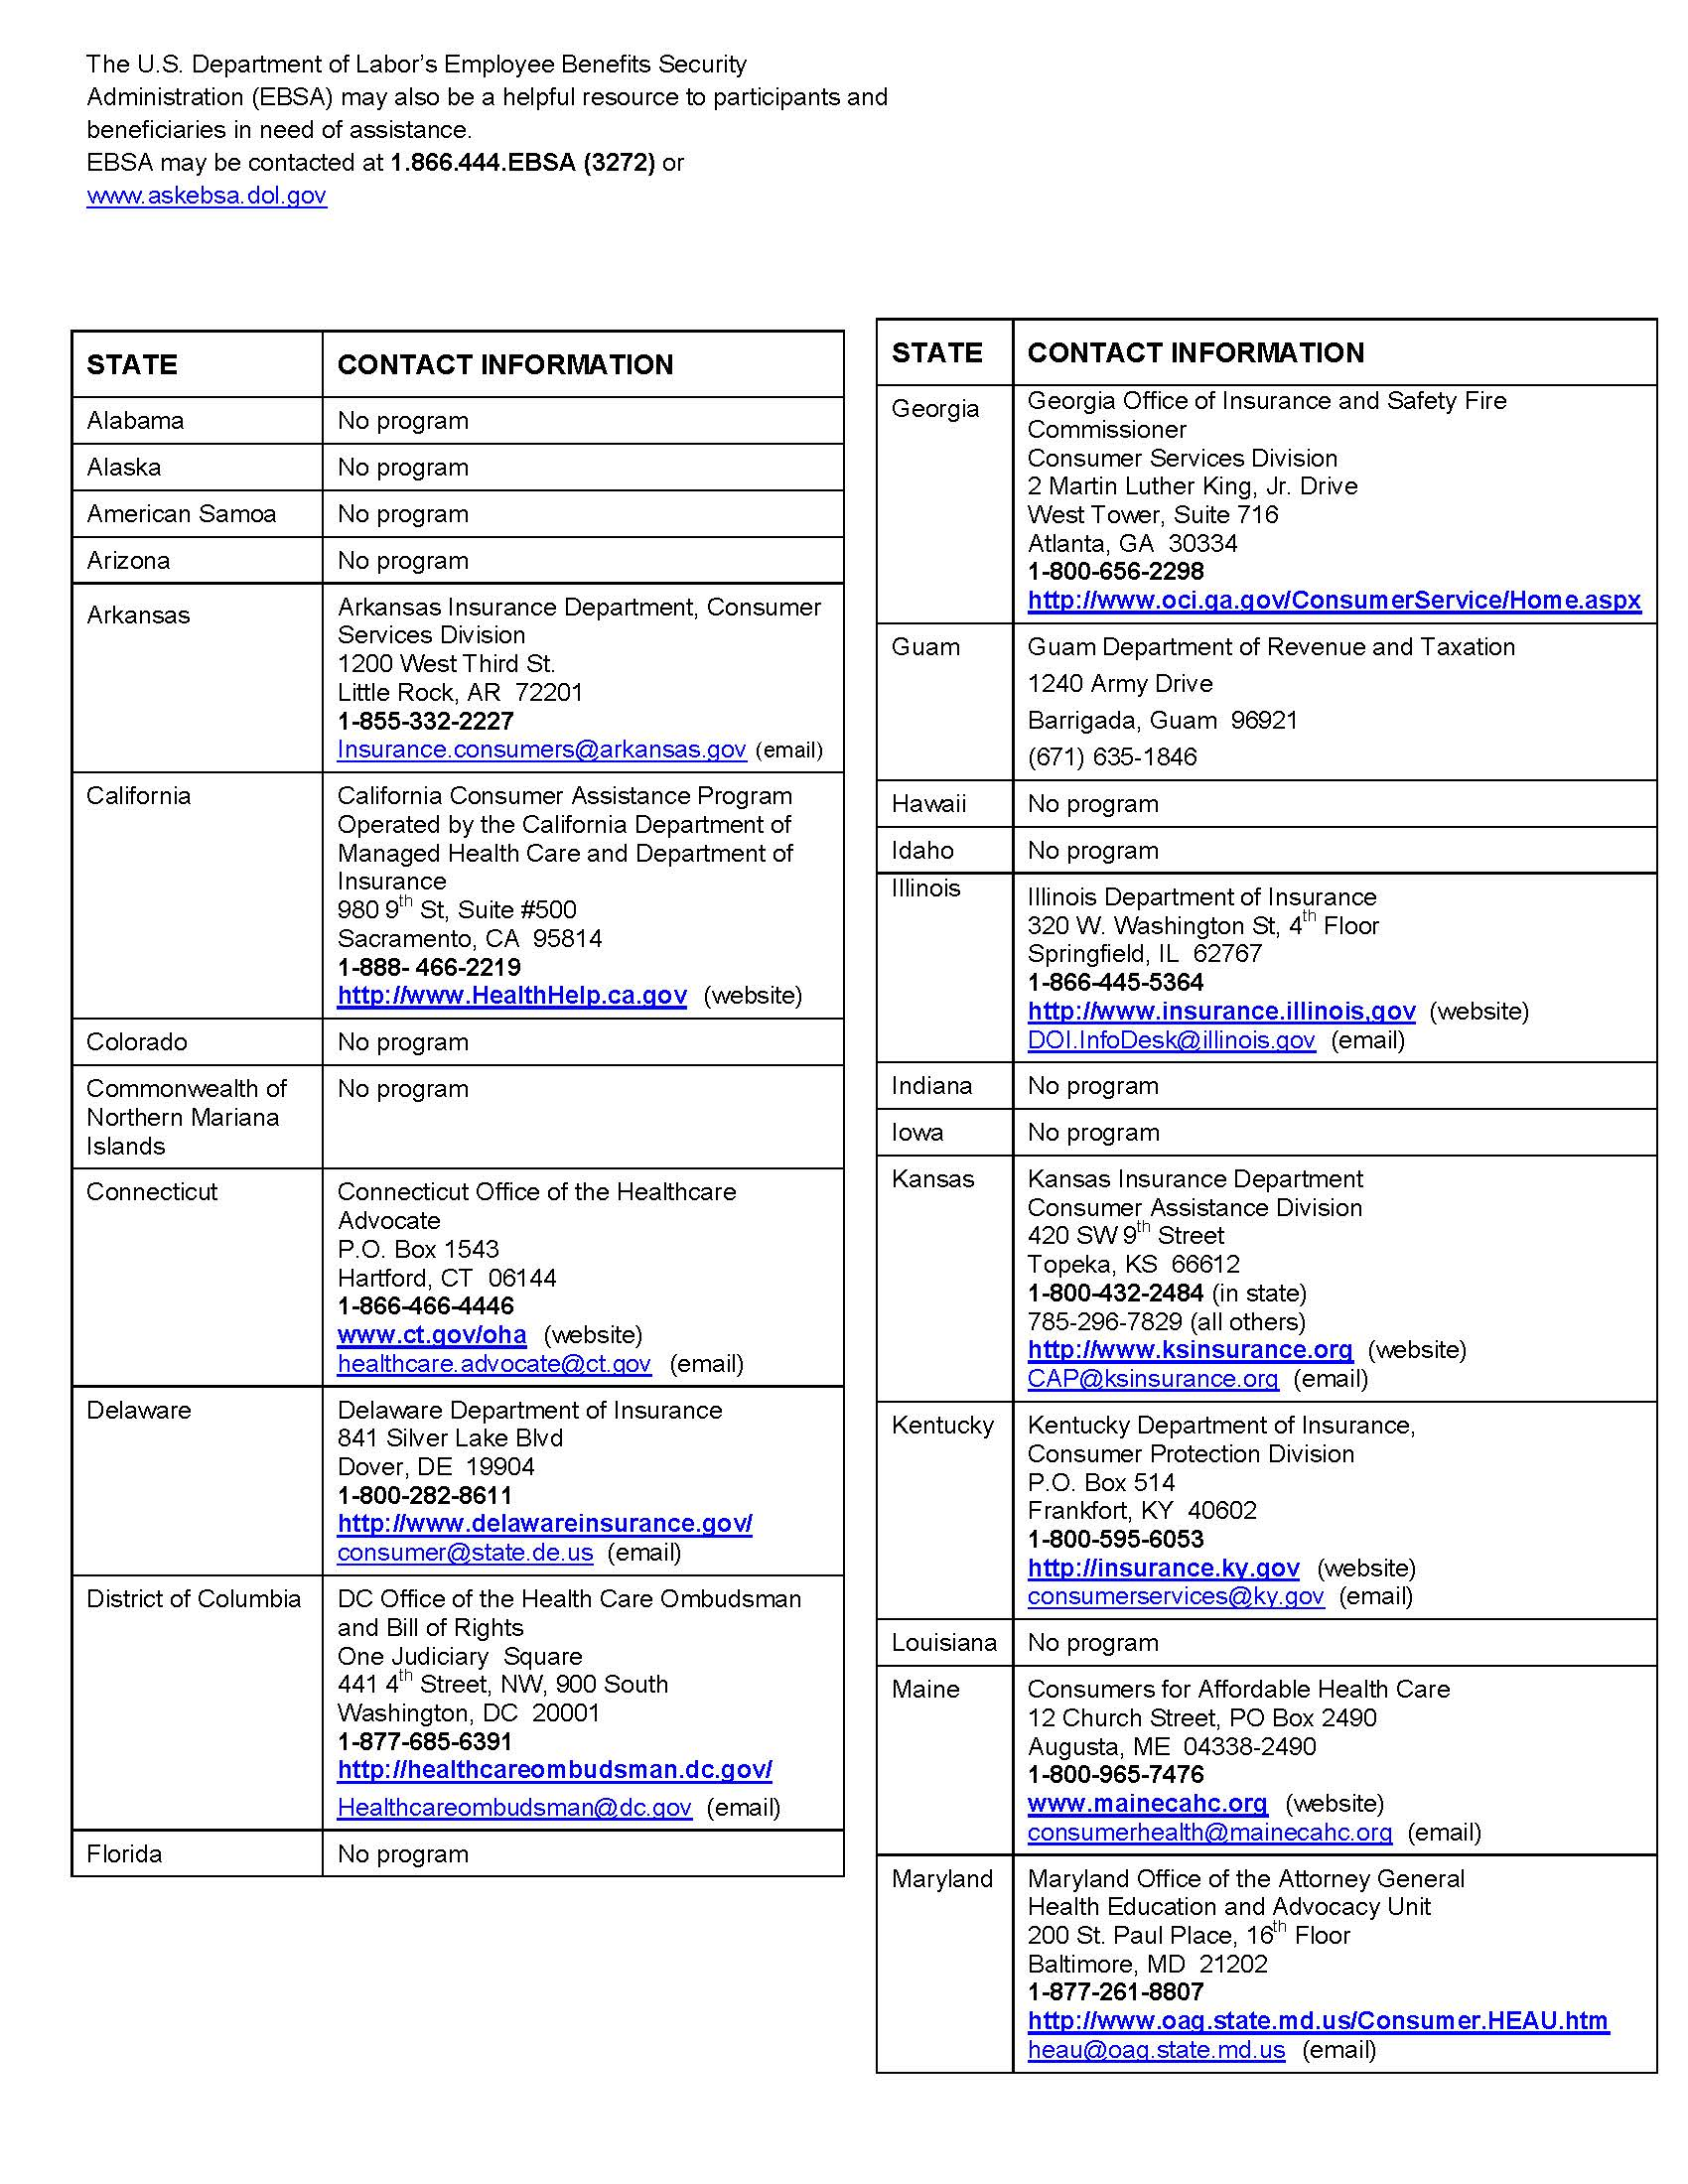 The U.S. Department of Labor’s Employee Benefits Security
Administration (EBSA) may also be a helpful resource to participants and
beneficiaries in need of assistance.
EBSA may be contacted at 1.866.444.EBSA (3272) or
www.askebsa.dol.gov
STATE CONTACT INFORMATION
Alabama No program
Alaska No program
American Samoa No program
Arizona No program
Arkansas Arkansas Insurance Department, Consumer
Services Division
1200 West Third St.
Little Rock, AR 72201
1-855-332-2227
Insurance.consumers@arkansas.gov (email)
California California Consumer Assistance Program
Operated by the California Department of
Managed Health Care and Department of
Insurance
980 9th St, Suite #500
Sacramento, CA 95814
1-888- 466-2219
http://www.HealthHelp.ca.gov (website)
Colorado No program
Commonwealth of No program
Northern Mariana
Islands
Connecticut Connecticut Office of the Healthcare
Advocate
P.O. Box 1543
Hartford, CT 06144
1-866-466-4446
www.ct.gov/oha (website)
healthcare.advocate@ct.gov (email)
Delaware Delaware Department of Insurance
841 Silver Lake Blvd
Dover, DE 19904
1-800-282-8611
http://www.delawareinsurance.gov/
consumer@state.de.us (email)
District of Columbia DC Office of the Health Care Ombudsman
and Bill of Rights
One Judiciary Square
441 4th Street, NW, 900 South
Washington, DC 20001
1-877-685-6391
http://healthcareombudsman.dc.gov/
Healthcareombudsman@dc.gov (email)
Florida No program
STATE CONTACT INFORMATION
Georgia Georgia Office of Insurance and Safety Fire
Commissioner
Consumer Services Division
2 Martin Luther King, Jr. Drive
West Tower, Suite 716
Atlanta, GA 30334
1-800-656-2298
http://www.oci.ga.gov/ConsumerService/Home.aspx
Guam Guam Department of Revenue and Taxation
1240 Army Drive
Barrigada, Guam 96921
(671) 635-1846
Hawaii No program
Idaho No program
Illinois Illinois Department of Insurance
320 W. Washington St, 4th Floor
Springfield, IL 62767
1-866-445-5364
http://www.insurance.illinois,gov (website)
DOI.InfoDesk@illinois.gov (email)
Indiana No program
Iowa No program
Kansas Kansas Insurance Department
Consumer Assistance Division
420 SW 9th Street
Topeka, KS 66612
1-800-432-2484 (in state)
785-296-7829 (all others)
http://www.ksinsurance.org (website)
CAP@ksinsurance.org (email)
Kentucky Kentucky Department of Insurance,
Consumer Protection Division
P.O. Box 514
Frankfort, KY 40602
1-800-595-6053
http://insurance.ky.gov (website)
consumerservices@ky.gov (email)
Louisiana No program
Maine Consumers for Affordable Health Care
12 Church Street, PO Box 2490
Augusta, ME 04338-2490
1-800-965-7476
www.mainecahc.org (website)
consumerhealth@mainecahc.org (email)
Maryland Maryland Office of the Attorney General
Health Education and Advocacy Unit
200 St. Paul Place, 16th Floor
Baltimore, MD 21202
1-877-261-8807
http://www.oag.state.md.us/Consumer.HEAU.htm
heau@oag.state.md.us (email)